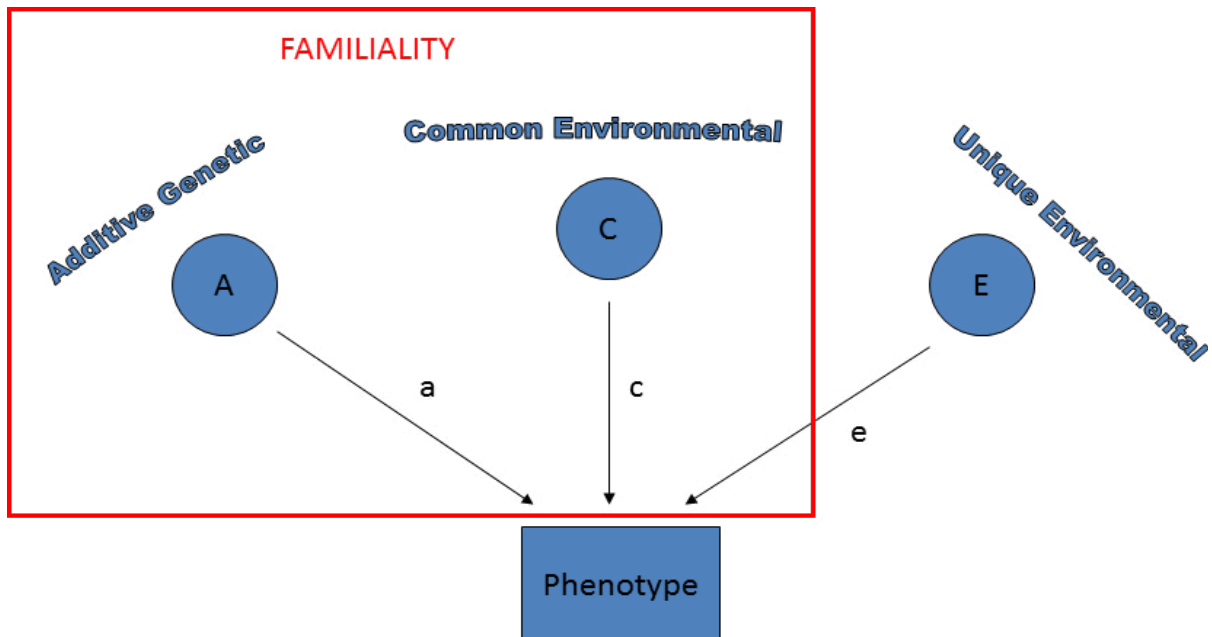 FAMILIALITY
Additive Genetic
Common Environmental
Unique Environmental
A
C
E
a
c
e
Phenotype